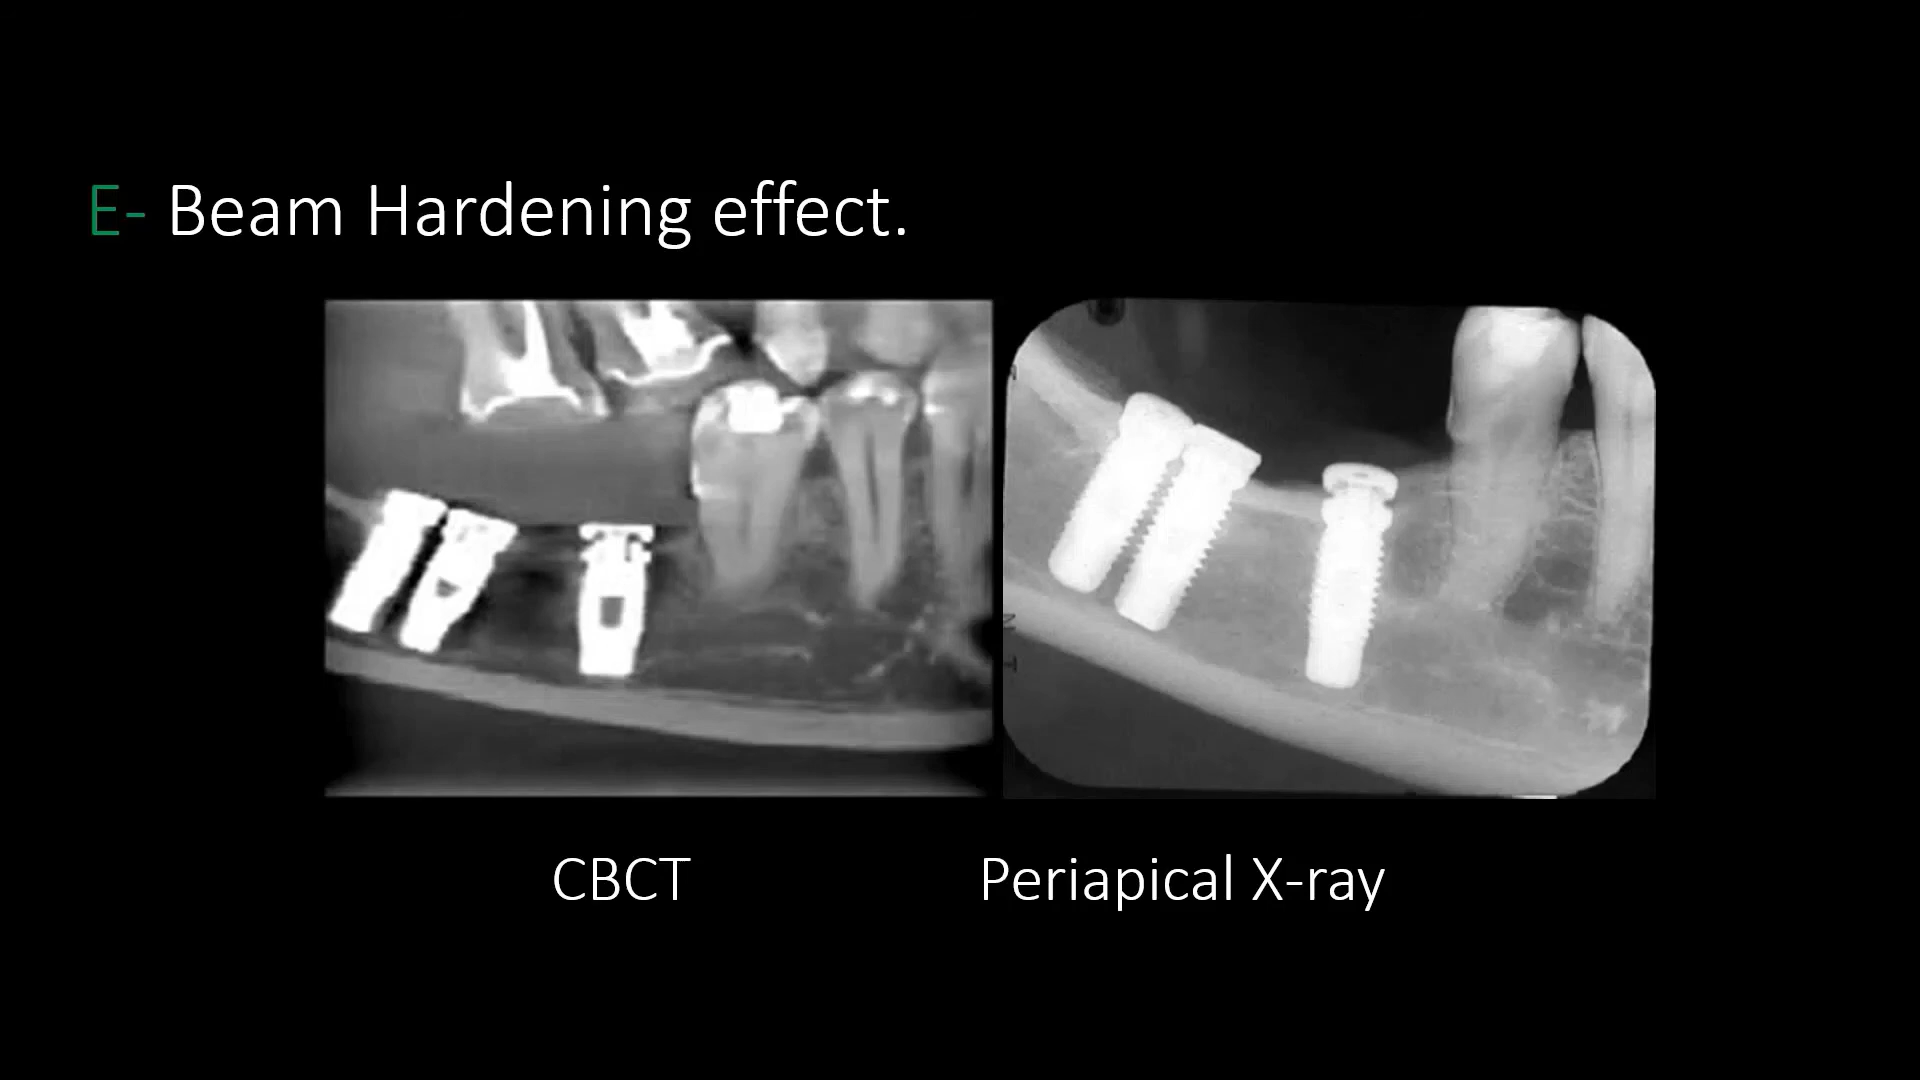 E- Beam Hardening effect.
CBCT
Periapical X-ray